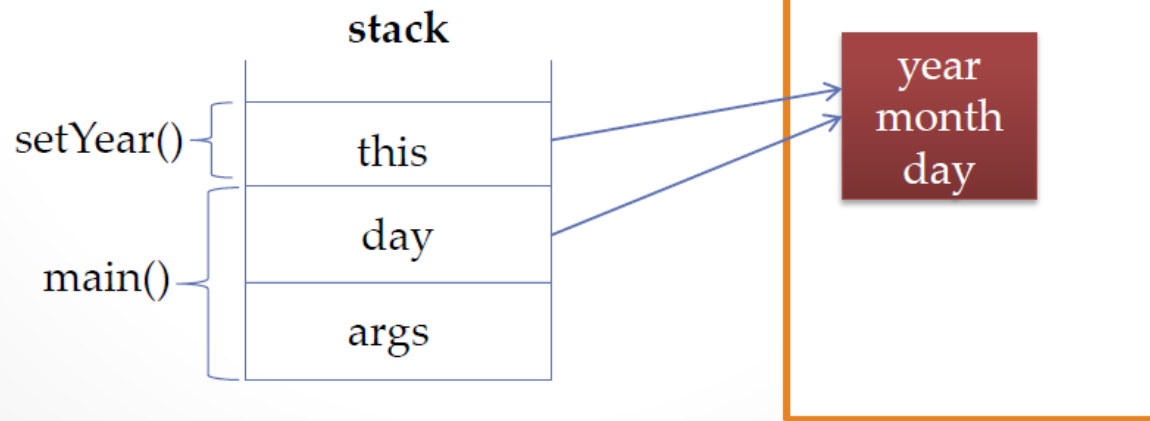 stack
setYear()
this
main()
day
args
year
month
day